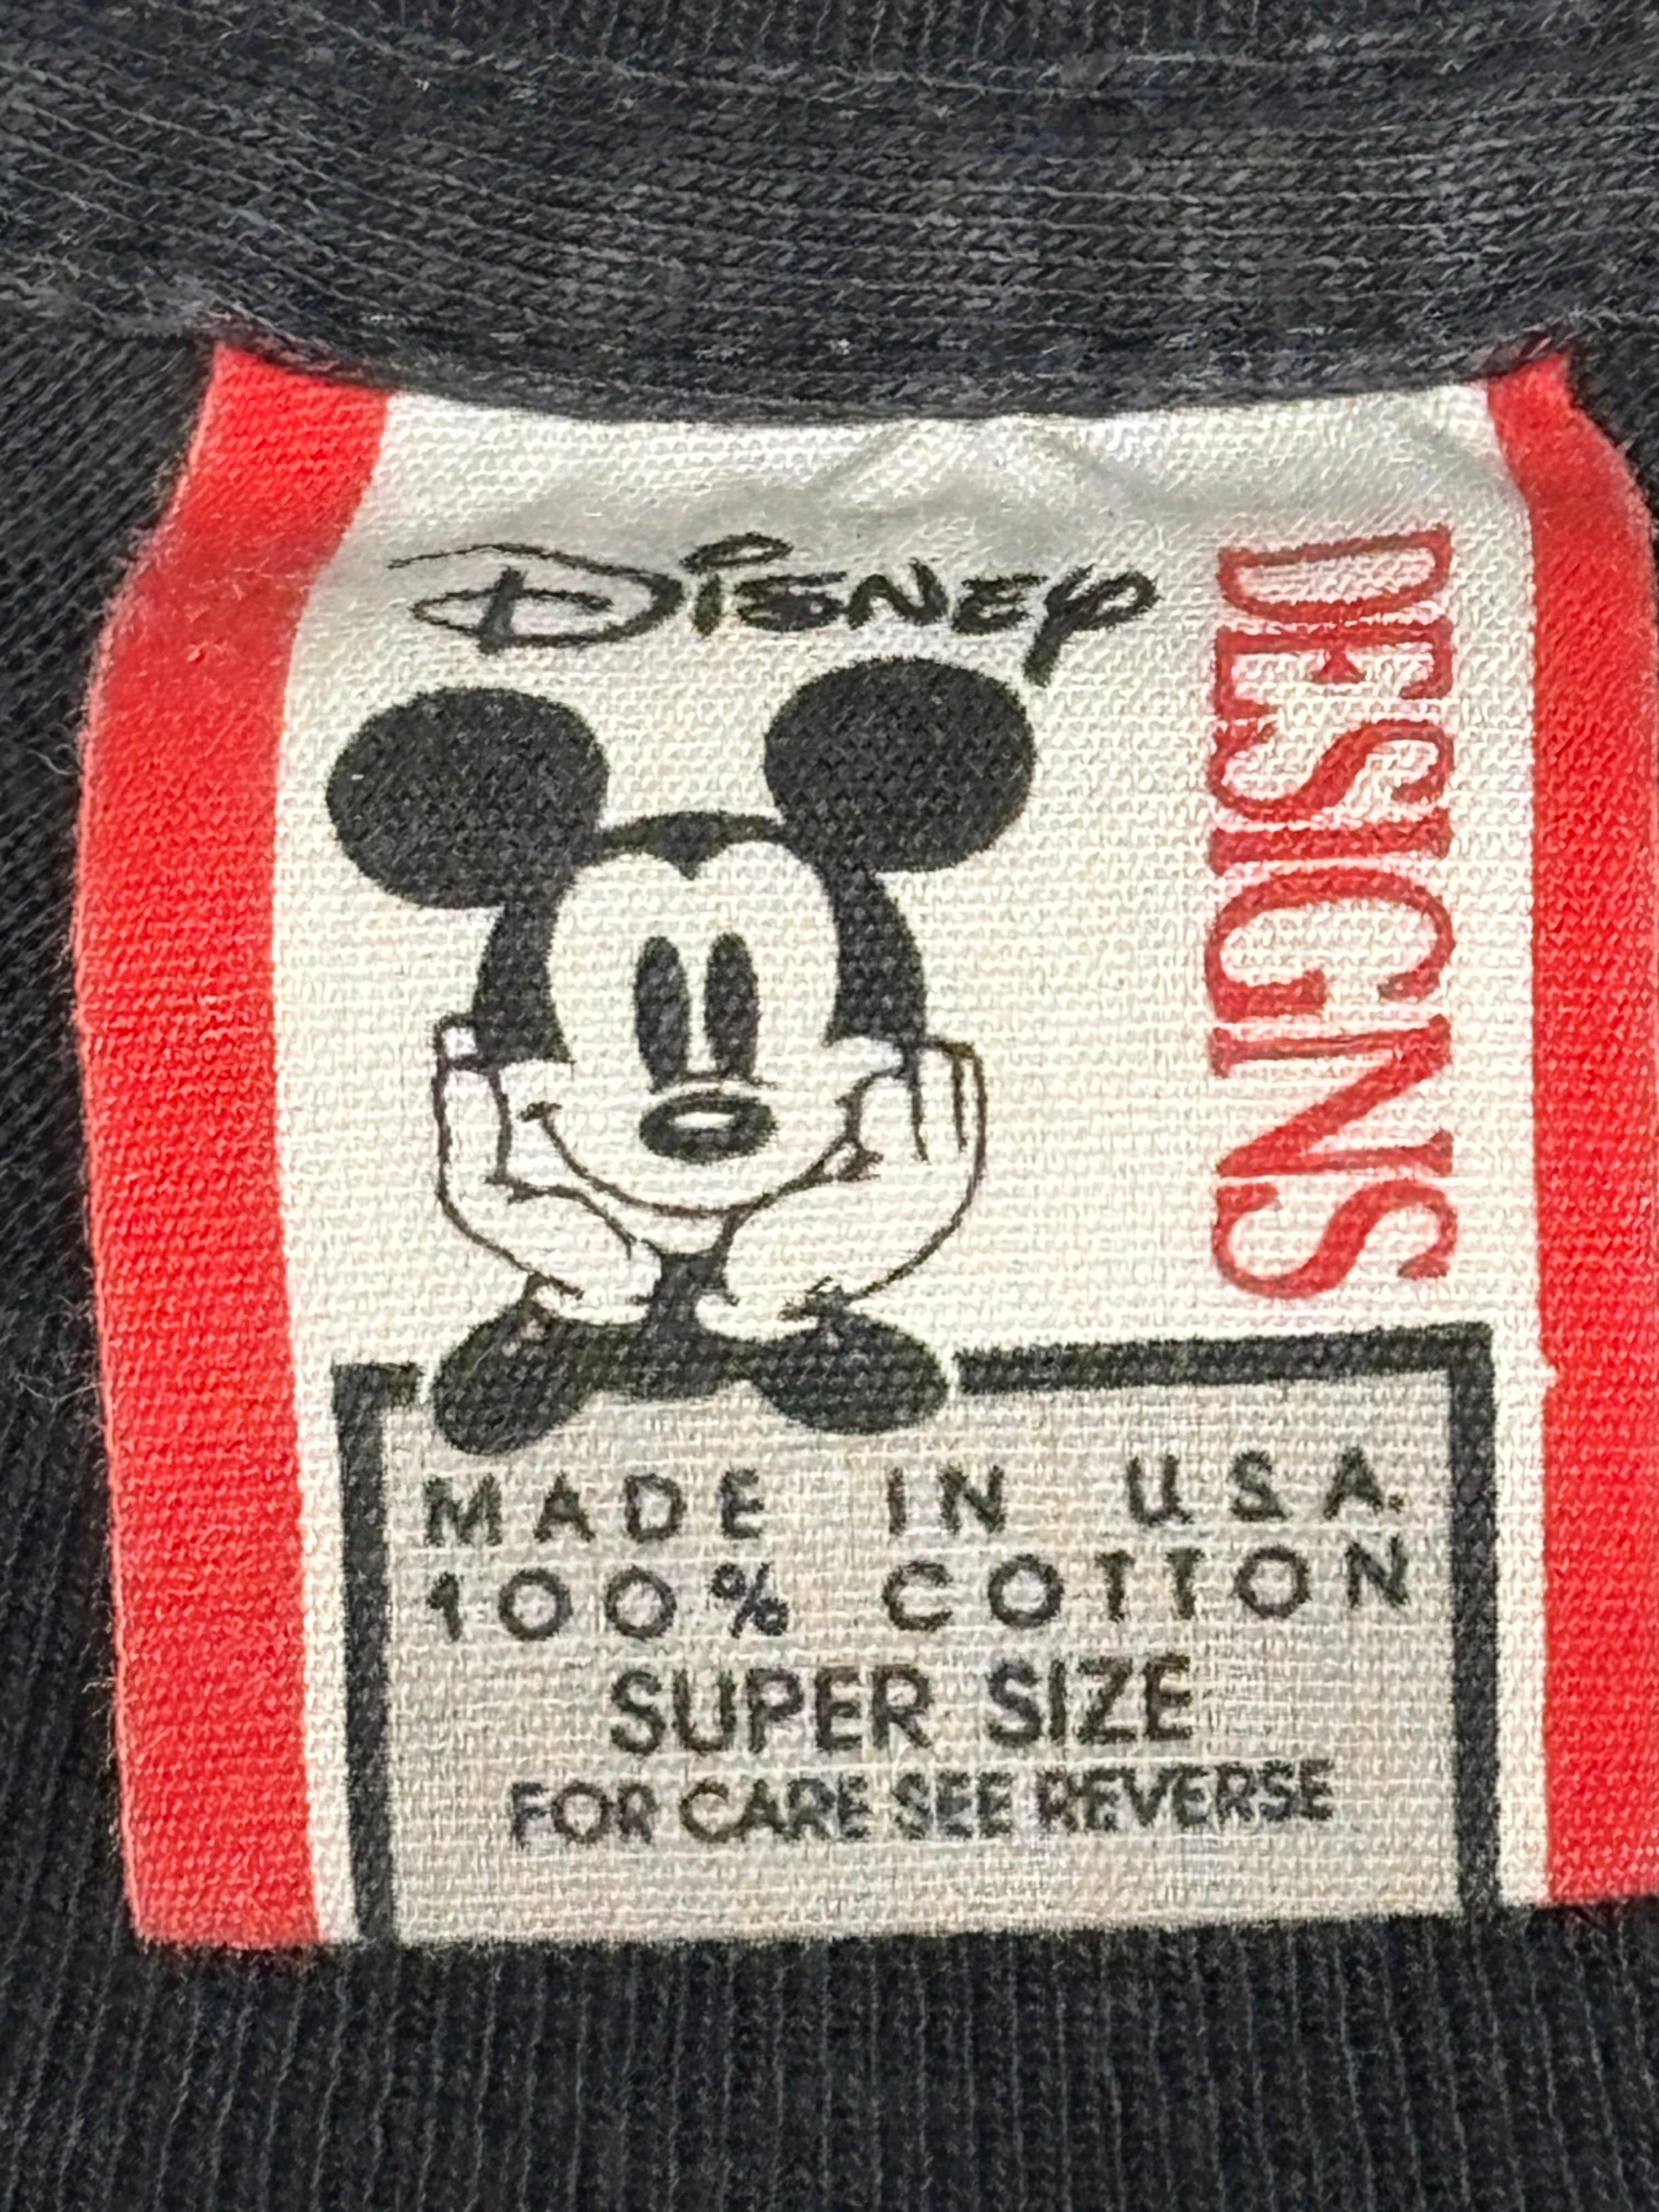 Disney
DESIGNS
MADE IN U.S.A.
100% COTTON
SUPER SIZE
FOR CARE SEE REVERSE